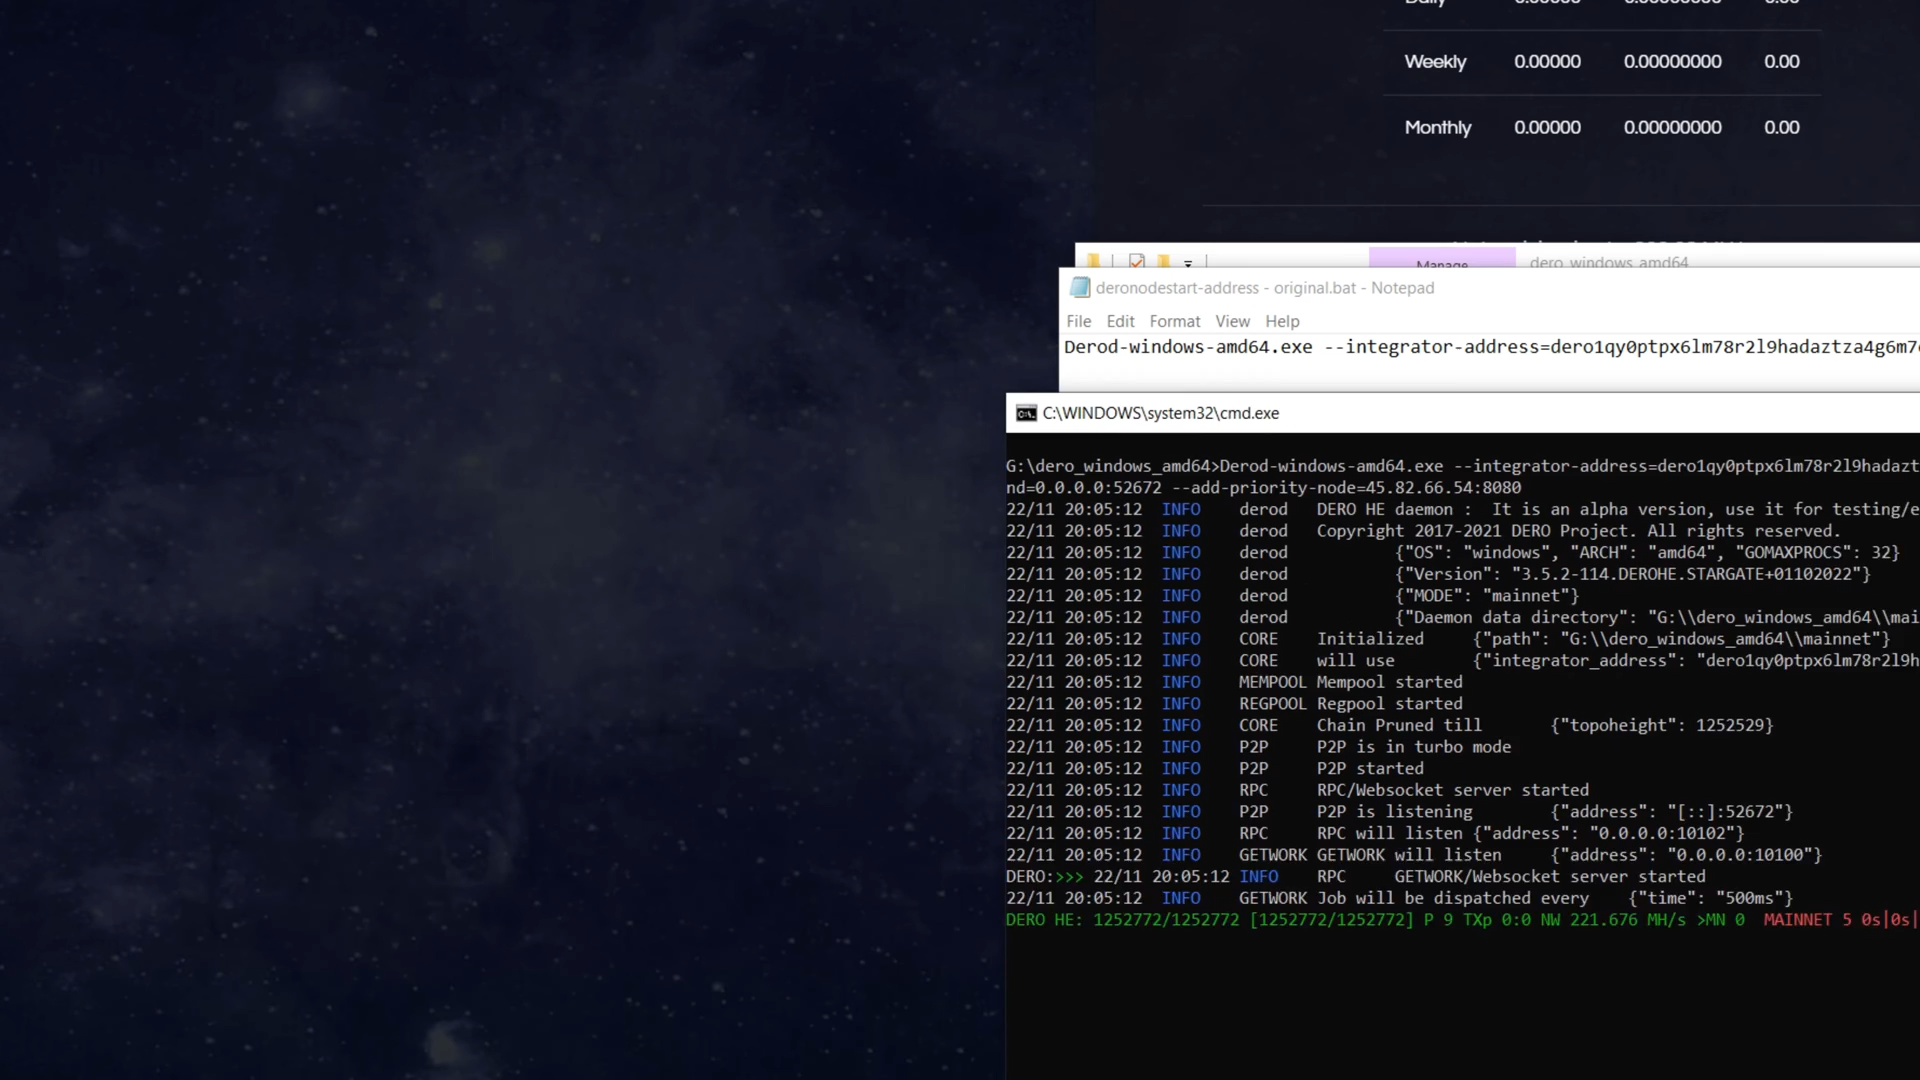 Daily 0.00000 0.00000000 0.00
Weekly 0.00000 0.00000000 0.00
Monthly 0.00000 0.00000000 0.00
Manage dero_windows_amd64
deronodestart-address - original.bat - Notepad
File Edit Format View Help
Derod-windows-amd64.exe --integrator-address=dero1qy0ptpx6lm78r2l9hadaztza4g6m7
C:\WINDOWS\system32\cmd.exe
G:\dero_windows_amd64>Derod-windows-amd64.exe --integrator-address=dero1qy0ptpx6lm78r2l9hadazt
nd=0.0.0.0:52672 --add-priority-node=45.82.66.54:8080
22/11 20:05:12 INFO derod DERO HE daemon : It is an alpha version, use it for testing/e
22/11 20:05:12 INFO derod Copyright 2017-2021 DERO Project. All rights reserved.
22/11 20:05:12 INFO derod {"OS": "windows", "ARCH": "amd64", "GOMAXPROCS": 32}
22/11 20:05:12 INFO derod {"Version": "3.5.2-114.DEROHE.STARGATE+01102022"}
22/11 20:05:12 INFO derod {"MODE": "mainnet"}
22/11 20:05:12 INFO derod {"Daemon data directory": "G:\\dero_windows_amd64\\mai
22/11 20:05:12 INFO CORE Initialized {"path": "G:\\dero_windows_amd64\\mainnet"}
22/11 20:05:12 INFO CORE will use {"integrator_address": "dero1qy0ptpx6lm78r2l9h
22/11 20:05:12 INFO MEMPOOL Mempool started
22/11 20:05:12 INFO REGPOOL Regpool started
22/11 20:05:12 INFO CORE Chain Pruned till {"topoheight": 1252529}
22/11 20:05:12 INFO P2P P2P is in turbo mode
22/11 20:05:12 INFO P2P P2P started
22/11 20:05:12 INFO RPC RPC/Websocket server started
22/11 20:05:12 INFO P2P P2P is listening {"address": "[::]:52672"}
22/11 20:05:12 INFO RPC RPC will listen {"address": "0.0.0.0:10102"}
22/11 20:05:12 INFO GETWORK GETWORK will listen {"address": "0.0.0.0:10100"}
DERO:>>> 22/11 20:05:12 INFO RPC GETWORK/Websocket server started
22/11 20:05:12 INFO GETWORK Job will be dispatched every {"time": "500ms"}
DERO HE: 1252772/1252772 [1252772/1252772] P 9 TXp 0:0 NW 221.676 MH/s >MN 0 MAINNET 5 0s|0s|